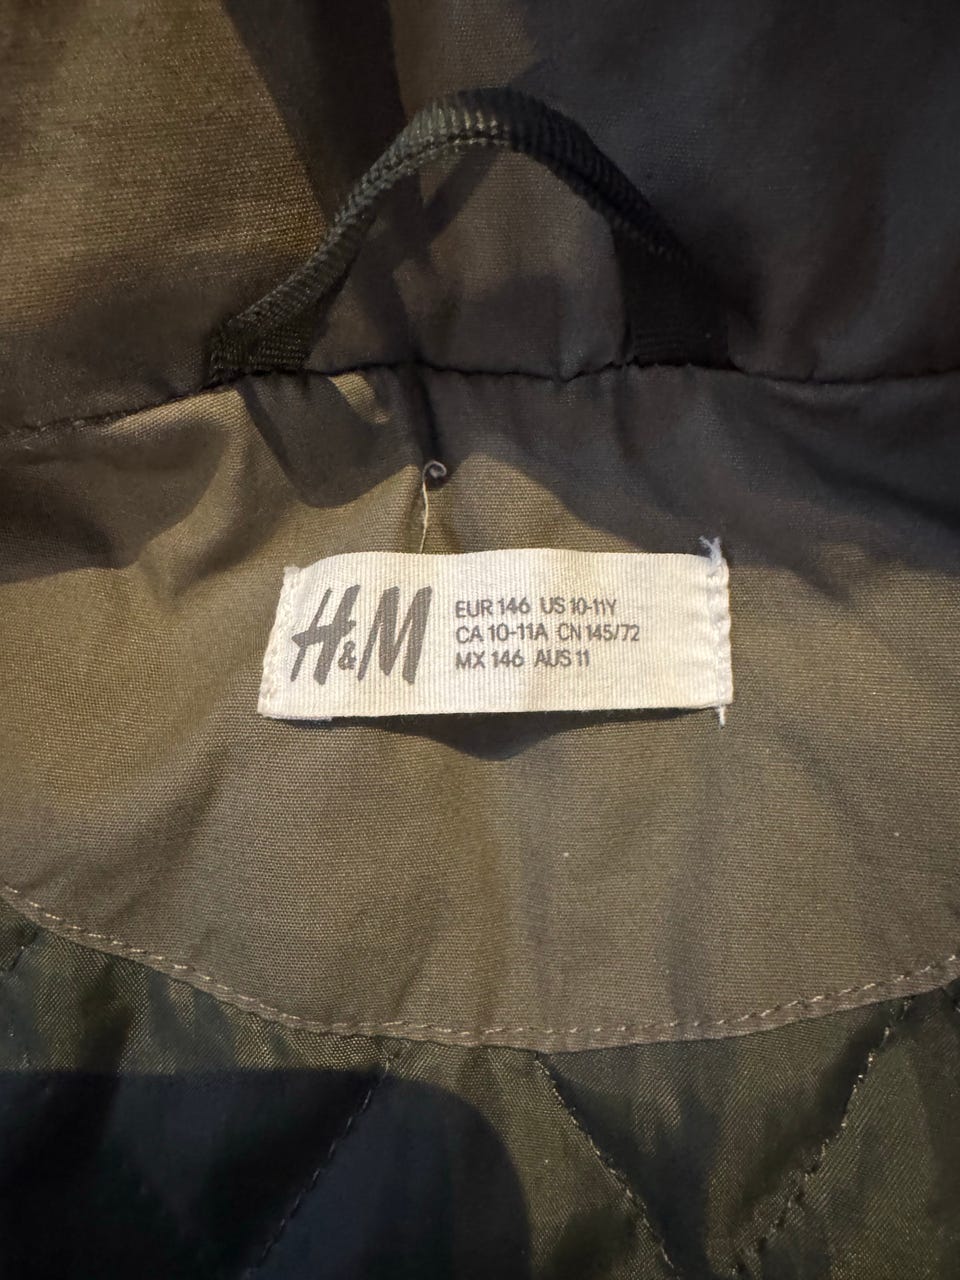 H&M
EUR 146 US 10-11Y
CA 10-11A CN 145/72
MX 146 AUS 11